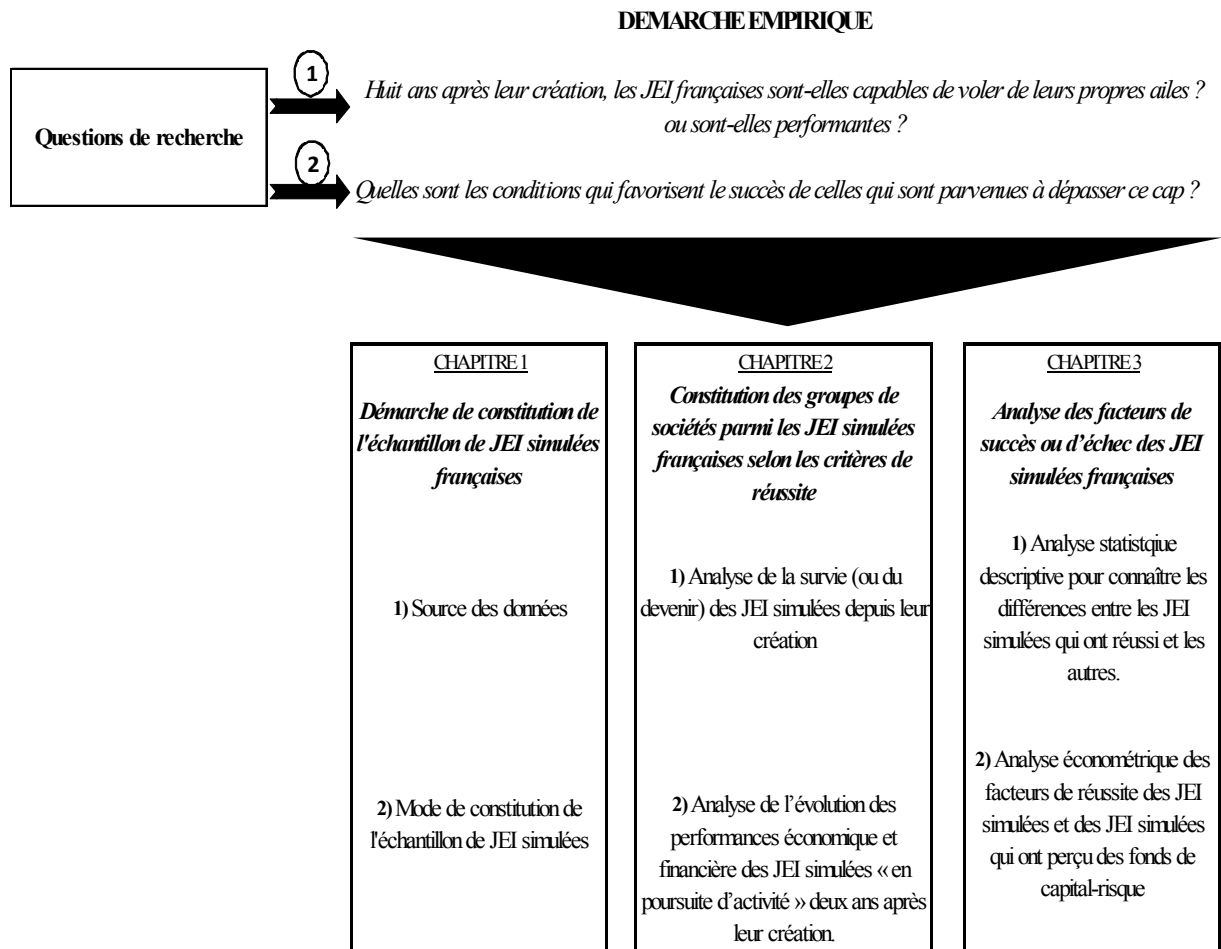 DEMARCHE EMPIRIQUE
Questions de recherche
1
Huit ans après leur création, les JEI françaises sont-elles capables de voler de leurs propres ailes ?
ou sont-elles performantes ?
2
Quelles sont les conditions qui favorisent le succès de celles qui sont parvenues à dépasser ce cap ?
CHAPITRE 1
Démarche de constitution de
l'échantillon de JEI simulées
françaises
1) Source des données
2) Mode de constitution de
l'échantillon de JEI simulées
CHAPITRE 2
Constitution des groupes de
sociétés parmi les JEI simulées
françaises selon les critères de
réussite
1) Analyse de la survie (ou du
devenir) des JEI simulées depuis leur
création
2) Analyse de l’évolution des
performances économique et
financière des JEI simulées « en
poursuite d’activité » deux ans après
leur création.
CHAPITRE 3
Analyse des facteurs de
succès ou d’échec des JEI
simulées françaises
1) Analyse statistqiue
descriptive pour connaître les
différences entre les JEI
simulées qui ont réussi et les
autres.
2) Analyse économétrique des
facteurs de réussite des JEI
simulées et des JEI simulées
qui ont perçu des fonds de
capital-risque